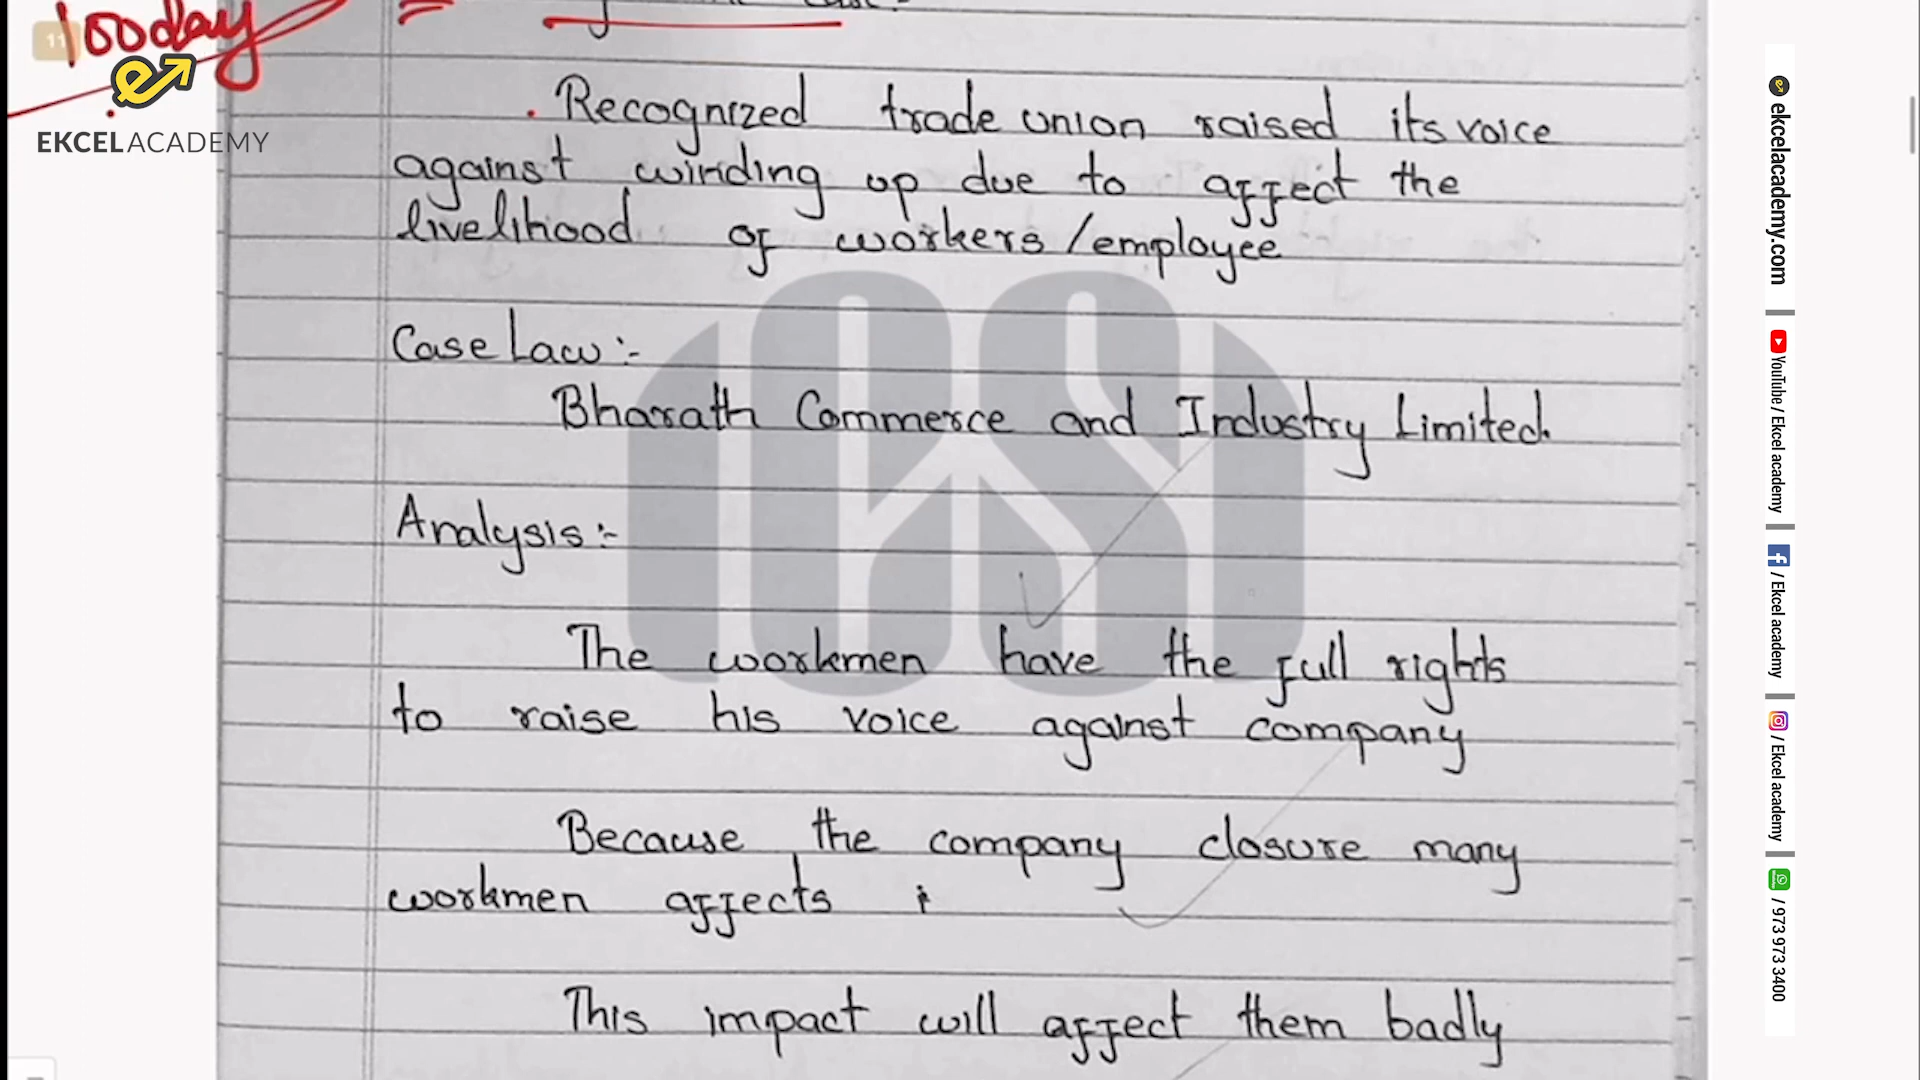 100day
11
EKCELACADEMY
Recognized trade union raised its voice
against winding up due to affect the
livelihood of workers/employee
Case Law :-
Bharath Commerce and Industry Limited.
Analysis :-
The workmen have the full rights
to raise his voice against company
Because the company closure many
workmen affects
This impact will affect them badly
ICSI
ekcelacademy.com
YouTube / Ekcel academy
/ Ekcel academy
/ Ekcel academy
/ 973 973 3400